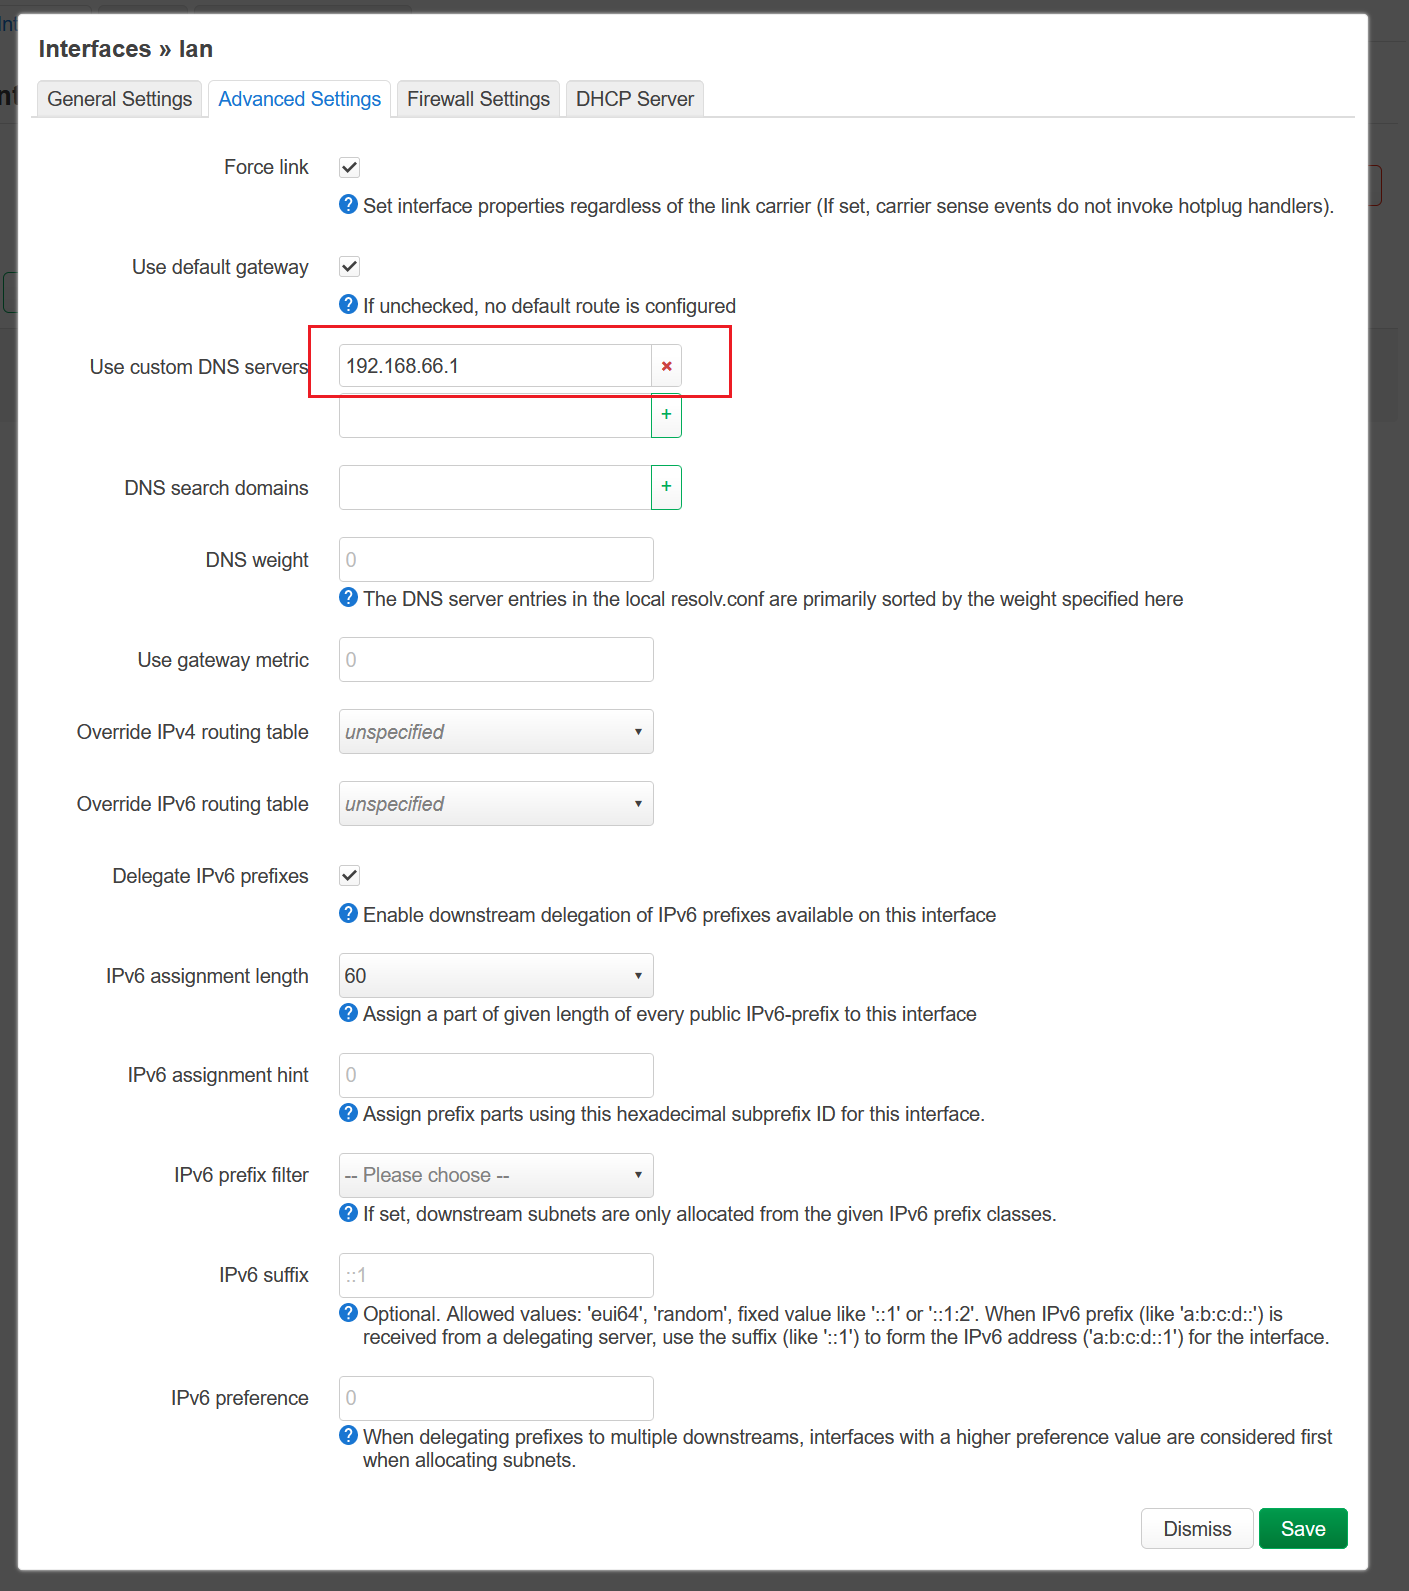 Int
Interfaces » lan
General Settings
Advanced Settings
Firewall Settings
DHCP Server
Force link
Set interface properties regardless of the link carrier (If set, carrier sense events do not invoke hotplug handlers).
Use default gateway
If unchecked, no default route is configured
Use custom DNS servers
192.168.66.1
DNS search domains
DNS weight
0
The DNS server entries in the local resolv.conf are primarily sorted by the weight specified here
Use gateway metric
0
Override IPv4 routing table
unspecified
Override IPv6 routing table
unspecified
Delegate IPv6 prefixes
Enable downstream delegation of IPv6 prefixes available on this interface
IPv6 assignment length
60
Assign a part of given length of every public IPv6-prefix to this interface
IPv6 assignment hint
0
Assign prefix parts using this hexadecimal subprefix ID for this interface.
IPv6 prefix filter
-- Please choose --
If set, downstream subnets are only allocated from the given IPv6 prefix classes.
IPv6 suffix
::1
Optional. Allowed values: 'eui64', 'random', fixed value like '::1' or '::1:2'. When IPv6 prefix (like 'a:b:c:d::') is
received from a delegating server, use the suffix (like '::1') to form the IPv6 address ('a:b:c:d::1') for the interface.
IPv6 preference
0
When delegating prefixes to multiple downstreams, interfaces with a higher preference value are considered first
when allocating subnets.
Dismiss
Save